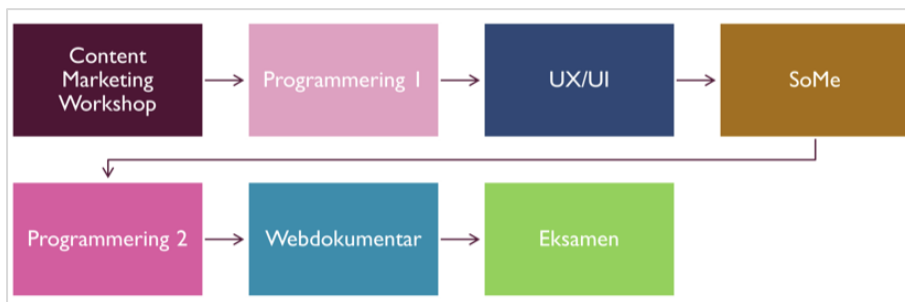 Content
Marketing
Workshop
Programmering 1
UX/UI
SoMe
Programmering 2
Webdokumentar
Eksamen